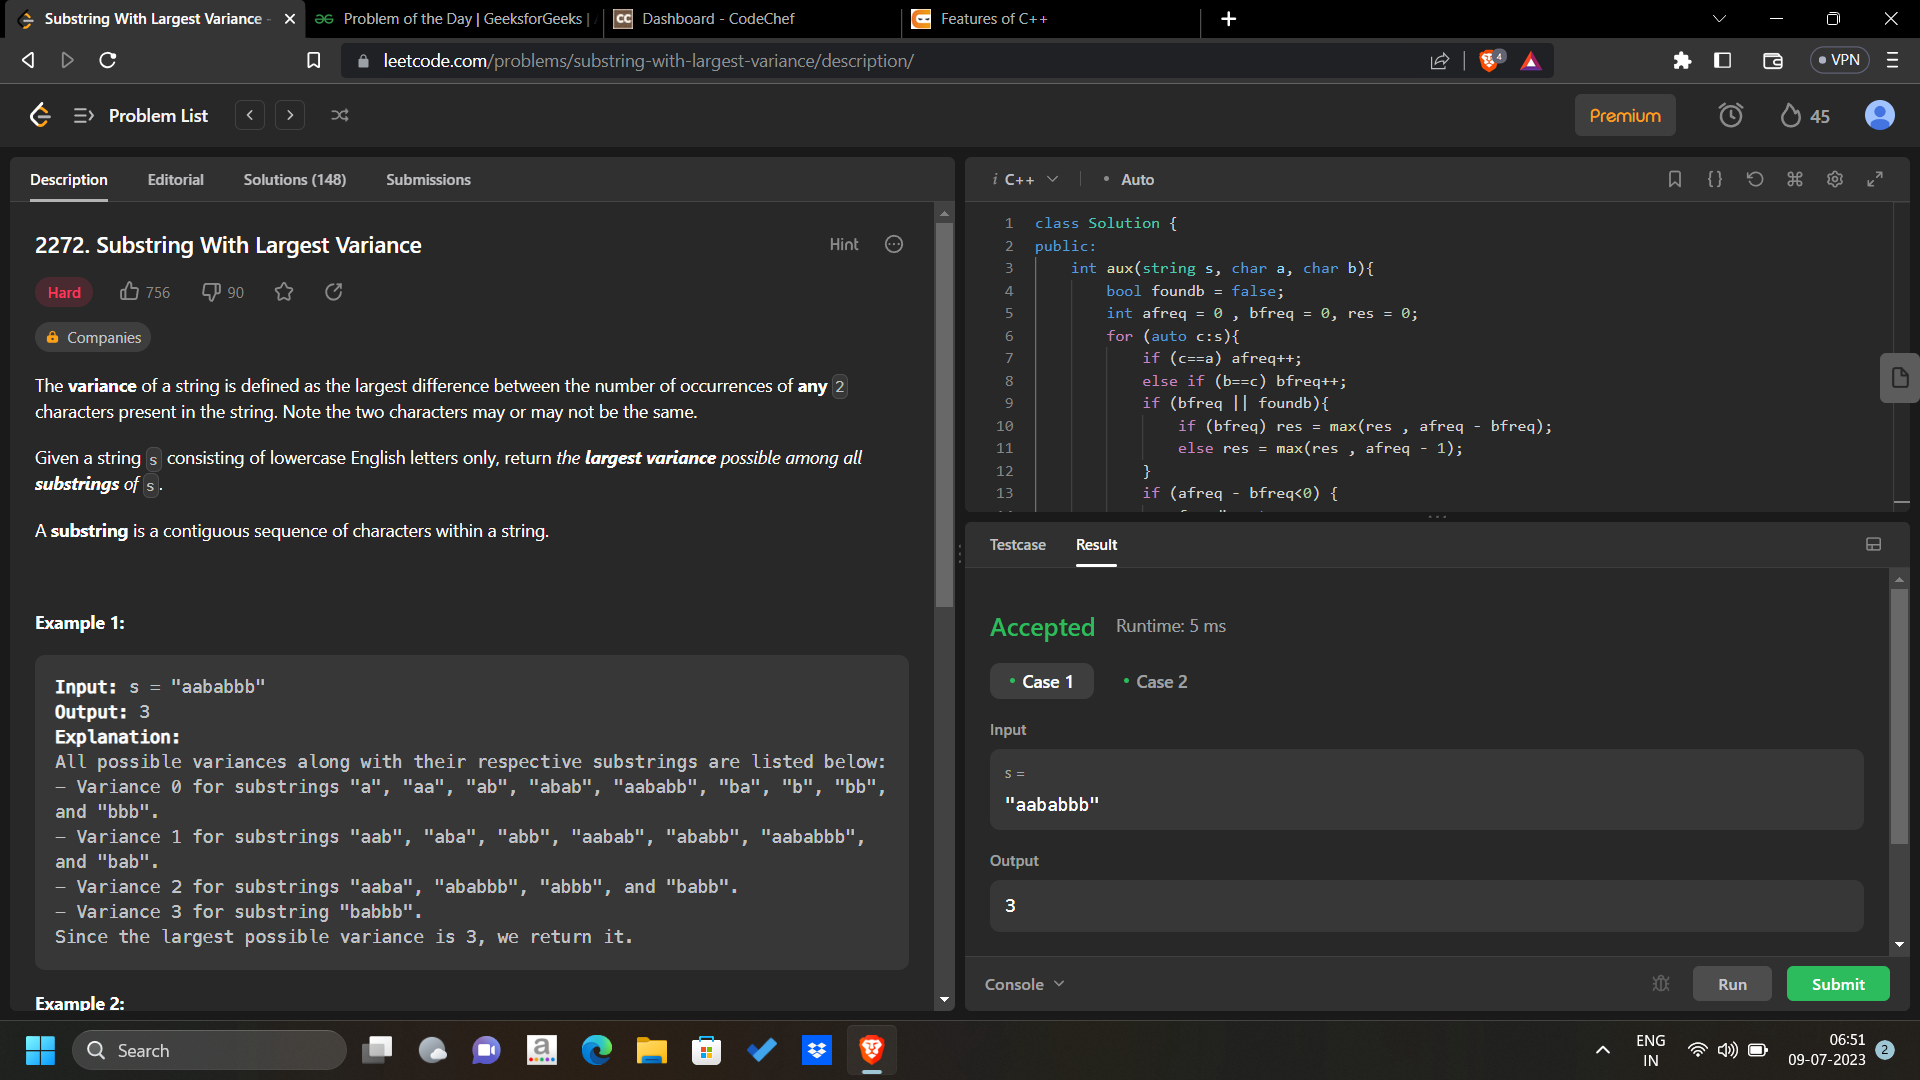 Substring With Largest Variance -
Problem of the Day | GeeksforGeeks |
CC Dashboard - CodeChef
Features of C++
leetcode.com/problems/substring-with-largest-variance/description/
4
VPN
Problem List
Premium
45
Description Editorial Solutions (148) Submissions
2272. Substring With Largest Variance
Hint
Hard 756 90
Companies
The variance of a string is defined as the largest difference between the number of occurrences of any 2
characters present in the string. Note the two characters may or may not be the same.
Given a string s consisting of lowercase English letters only, return the largest variance possible among all
substrings of s.
A substring is a contiguous sequence of characters within a string.
Example 1:
Input: s = "aababbb"
Output: 3
Explanation:
All possible variances along with their respective substrings are listed below:
- Variance 0 for substrings "a", "aa", "ab", "abab", "aababb", "ba", "b", "bb",
and "bbb".
- Variance 1 for substrings "aab", "aba", "abb", "aabab", "ababb", "aababbb",
and "bab".
- Variance 2 for substrings "aaba", "ababbb", "abbb", and "babb".
- Variance 3 for substring "babbb".
Since the largest possible variance is 3, we return it.
Example 2:
i C++ • Auto
1 class Solution {
2 public:
3 int aux(string s, char a, char b){
4 bool foundb = false;
5 int afreq = 0 , bfreq = 0, res = 0;
6 for (auto c:s){
7 if (c==a) afreq++;
8 else if (b==c) bfreq++;
9 if (bfreq || foundb){
10 if (bfreq) res = max(res , afreq - bfreq);
11 else res = max(res , afreq - 1);
12 }
13 if (afreq - bfreq<0) {
Testcase Result
Accepted Runtime: 5 ms
• Case 1 • Case 2
Input
s =
"aababbb"
Output
3
Console
Run
Submit
Search
a
ENG
IN
06:51
09-07-2023
2